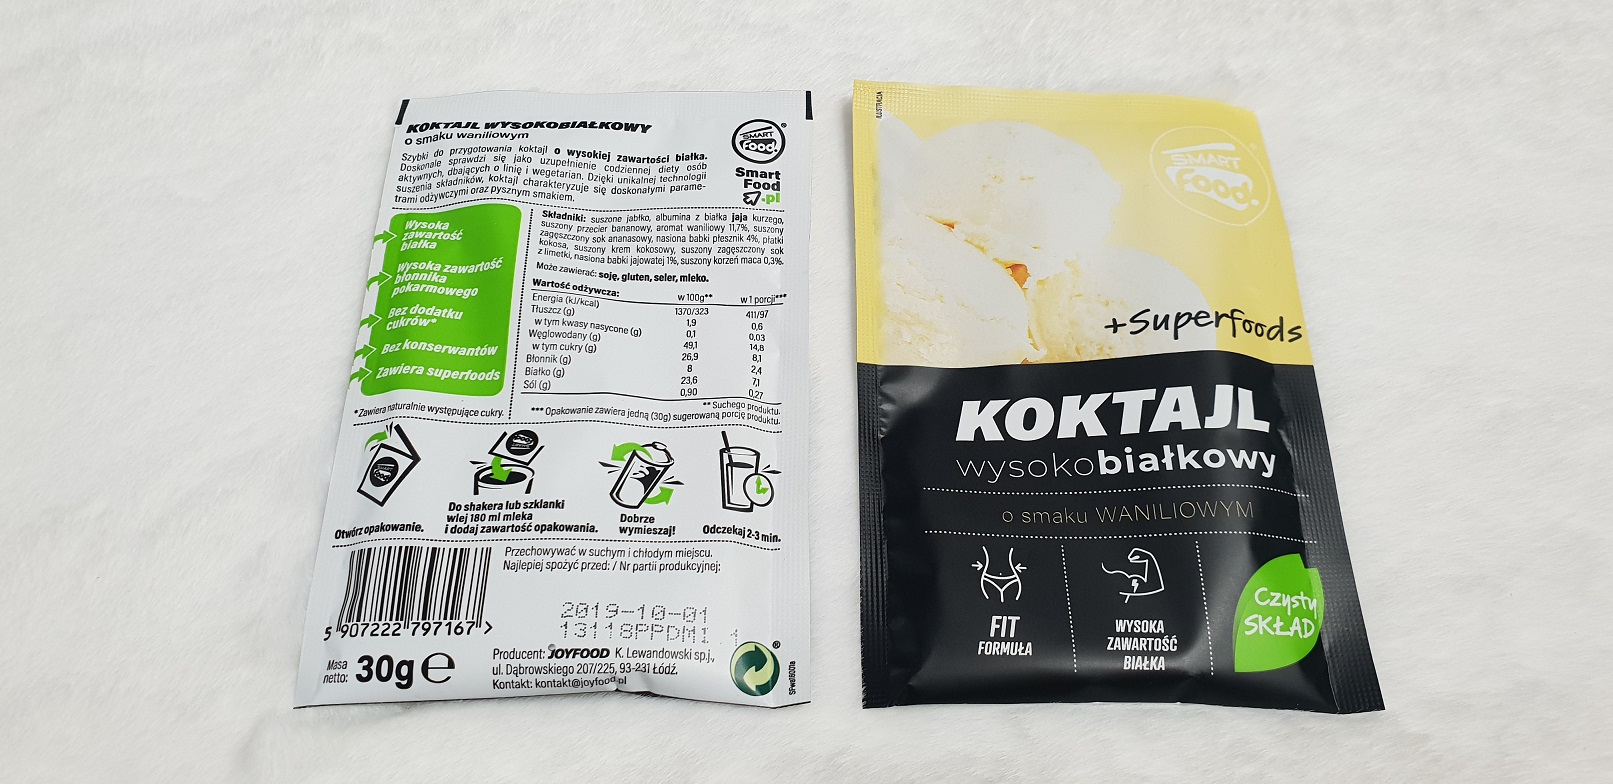 KOKTAJL WYSOKOBIAŁKOWY
o smaku waniliowym
Szybki do przygotowania koktajl o wysokiej zawartości białka.
Doskonale sprawdzi się jako uzupełnienie codziennej diety osób
aktywnych, dbających o linię i wegetarian. Dzięki unikalnej technologii
suszenia składników, koktajl charakteryzuje się doskonałymi parame-
trami odżywczymi oraz pysznym smakiem.
SMART
Food.
®
Smart
Food
.pl
Wysoka
zawartość
białka
Wysoka zawartość
błonnika
pokarmowego
Bez dodatku
cukrów*
Bez konserwantów
Zawiera superfoods
*Zawiera naturalnie występujące cukry.
Składniki: suszone jabłko, albumina z białka jaja kurzego,
suszony przecier bananowy, aromat waniliowy 11,7%, suszony
zagęszczony sok ananasowy, nasiona babki płesznik 4%, płatki
kokosa, suszony krem kokosowy, suszony zagęszczony sok
z limetki, nasiona babki jajowatej 1%, suszony korzeń maca 0,3%.
Może zawierać: soję, gluten, seler, mleko.
Wartość odżywcza: w 100g** w 1 porcji***
Energia (kJ/kcal) 1370/323 411/97
Tłuszcz (g) 1,9 0,6
w tym kwasy nasycone (g) 0,1 0,03
Węglowodany (g) 49,1 14,8
w tym cukry (g) 26,9 8,1
Błonnik (g) 8 2,4
Białko (g) 23,6 7,1
Sól (g) 0,90 0,27
** Suchego produktu.
*** Opakowanie zawiera jedną (30g) sugerowaną porcję produktu.
Otwórz opakowanie.
Do shakera lub szklanki
wlej 180 ml mleka
i dodaj zawartość opakowania.
Dobrze
wymieszaj!
Odczekaj 2-3 min.
Przechowywać w suchym i chłodym miejscu.
Najlepiej spożyć przed: / Nr partii produkcyjnej:
2019-10-01
13118PPDMI 1
5 907222 797167 >
Masa
netto: 30g e
Producent: JOYFOOD K. Lewandowski sp.j.,
ul. Dąbrowskiego 207/225, 93-231 Łódź.
Kontakt: kontakt@joyfood.pl
®
ILUSTRACJA
SMART
Food.
®
+Superfoods
KOKTAJL
wysokobiałkowy
o smaku WANILIOWYM
FIT
FORMUŁA
WYSOKA
ZAWARTOŚĆ
BIAŁKA
Czysty
SKŁAD